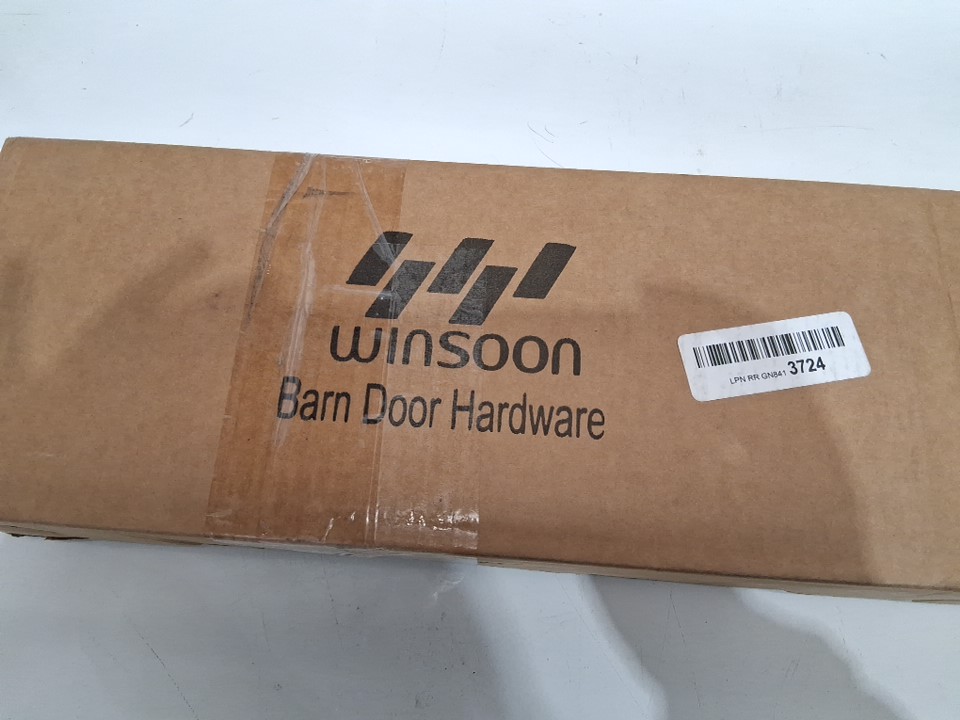 WINSOON
Barn Door Hardware
LPN RR GN841 3724